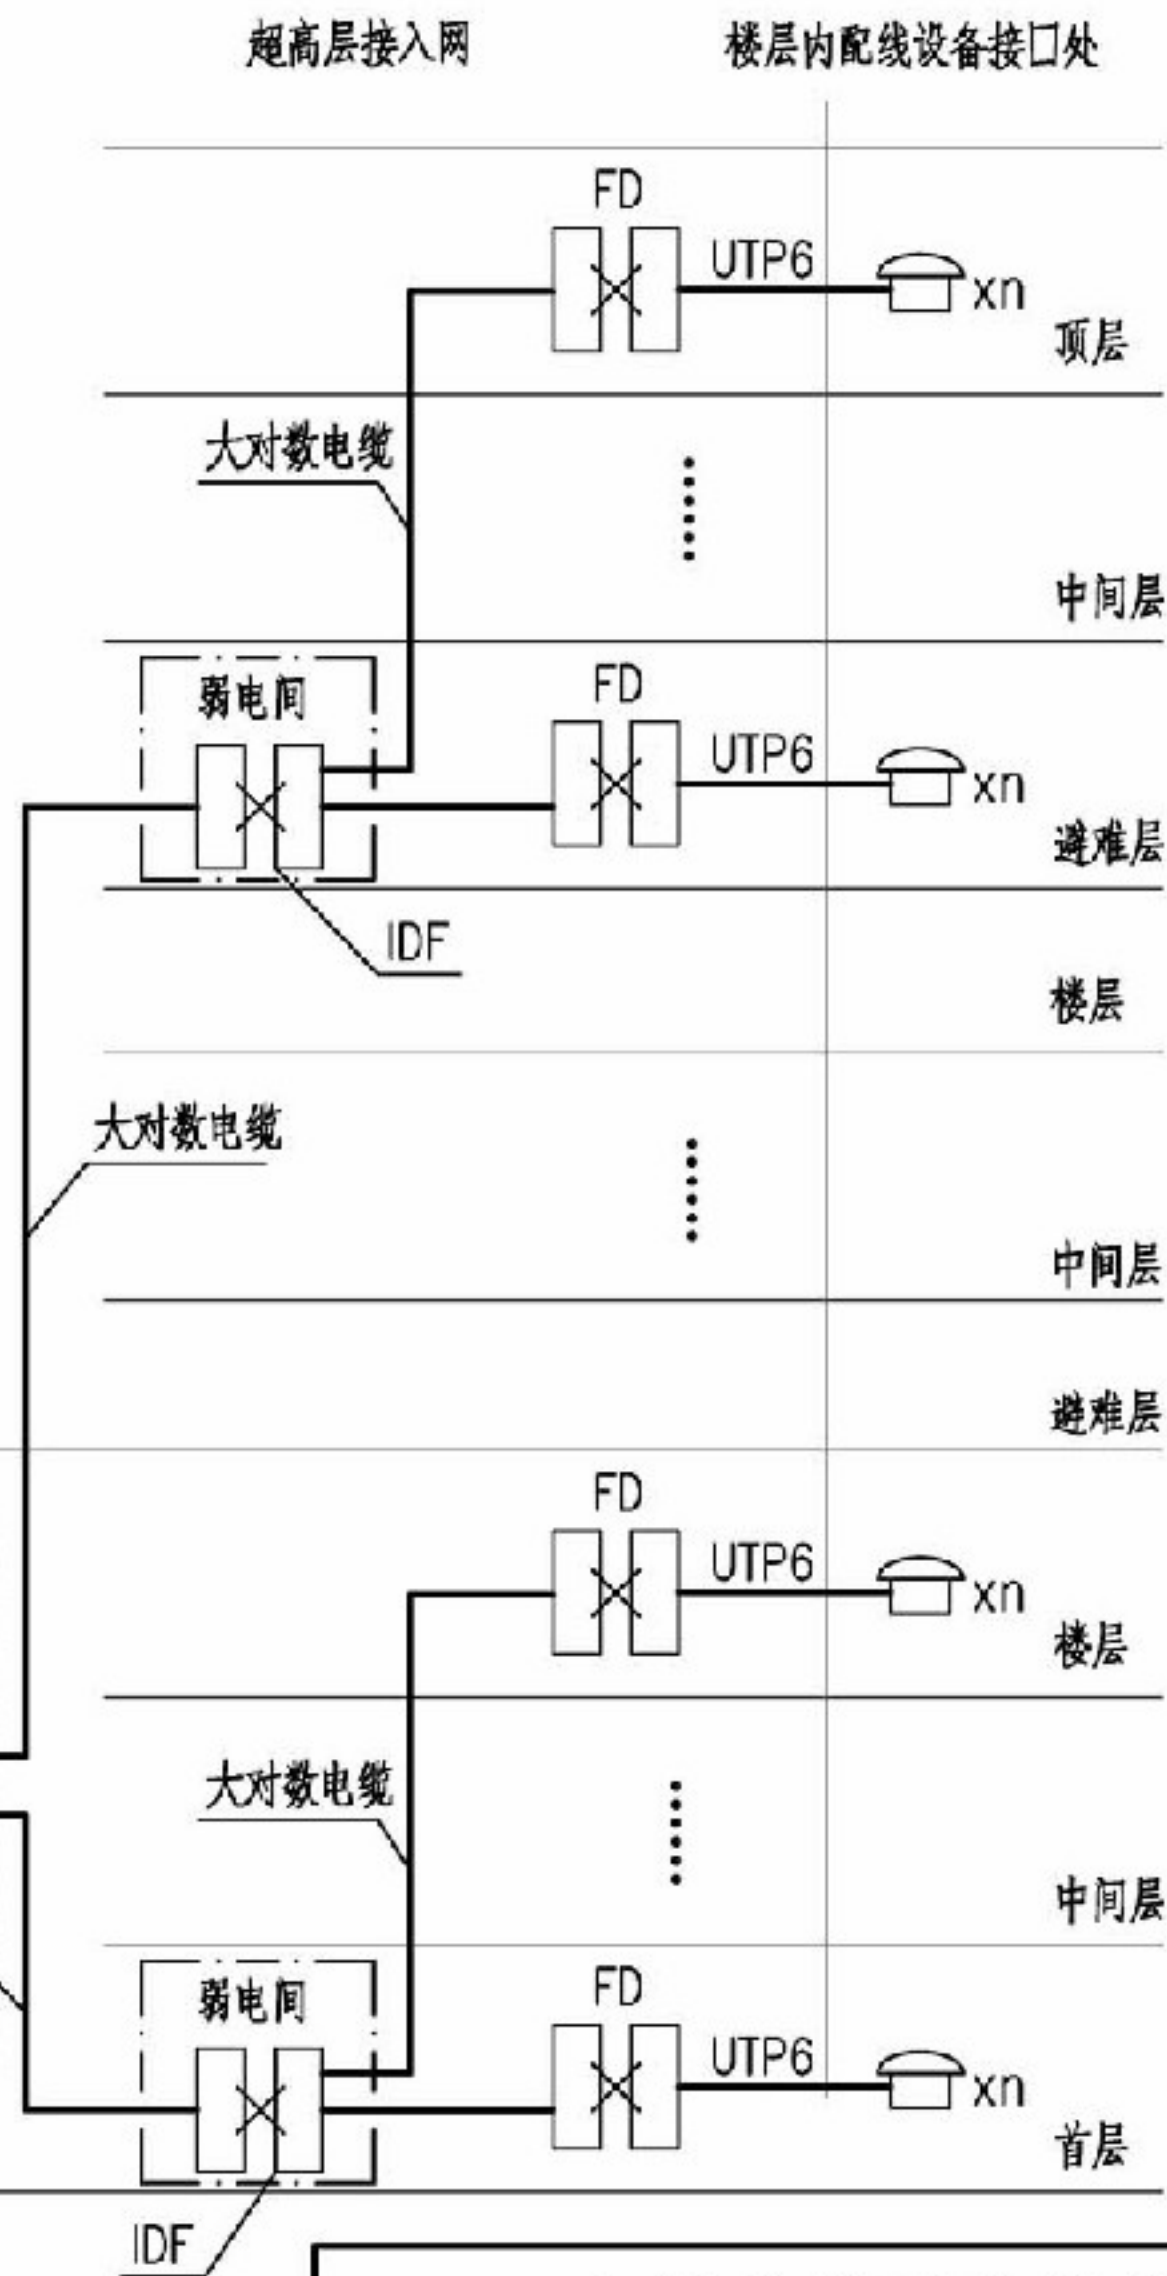 超高层接入网
楼层内配线设备接口处
FD
UTP6
xn
顶层
大对数电缆
中间层
弱电间
FD
UTP6
xn
避难层
IDF
楼层
大对数电缆
中间层
避难层
FD
UTP6
xn
楼层
大对数电缆
中间层
弱电间
FD
UTP6
xn
首层
IDF